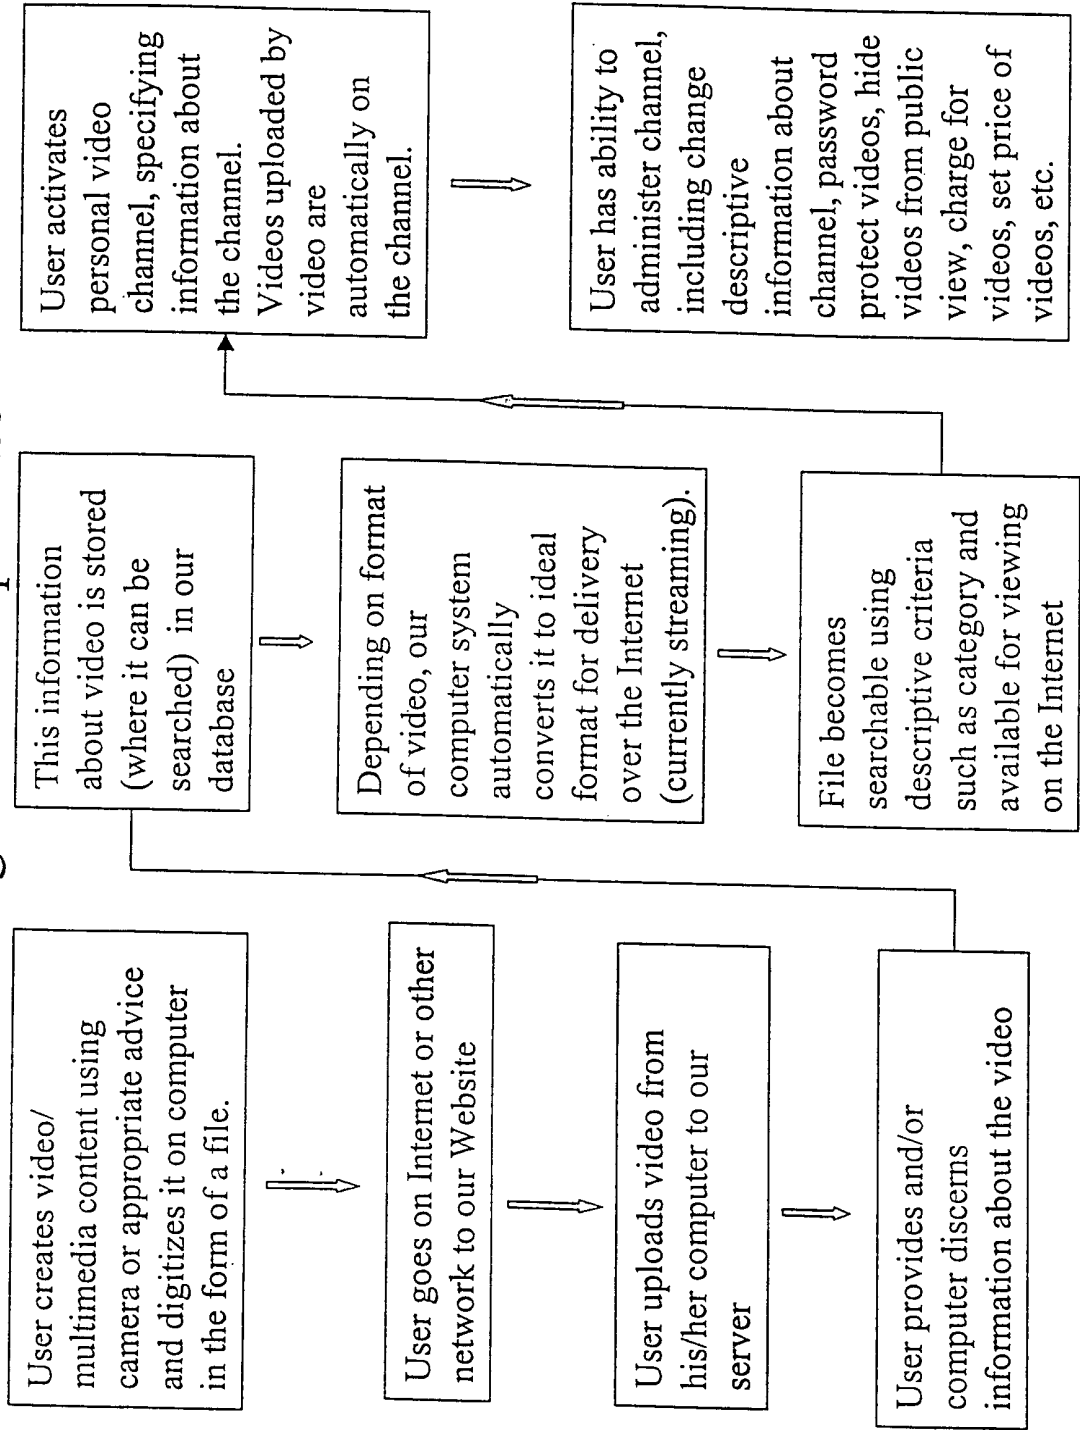 User creates video/
multimedia content using
camera or appropriate advice
and digitizes it on computer
in the form of a file.
User goes on Internet or other
network to our Website
User uploads video from
his/her computer to our
server
User provides and/or
computer discerns
information about the video
This information
about video is stored
(where it can be
searched) in our
database
Depending on format
of video, our
computer system
automatically
converts it to ideal
format for delivery
over the Internet
(currently streaming).
File becomes
searchable using
descriptive criteria
such as category and
available for viewing
on the Internet
User activates
personal video
channel, specifying
information about
the channel.
Videos uploaded by
video are
automatically on
the channel.
User has ability to
administer channel,
including change
descriptive
information about
channel, password
protect videos, hide
videos from public
view, charge for
videos, set price of
videos, etc.